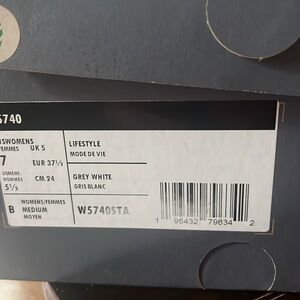 5740
USWOMENS
FEMMES UK 5
7 EUR 37½
USMENS
HOMMES CM 24
5½
WOMENS/FEMMES
B MEDIUM
MOYEN
LIFESTYLE
MODE DE VIE
GREY WHITE
GRIS BLANC
W5740STA
1 96432 79634 2